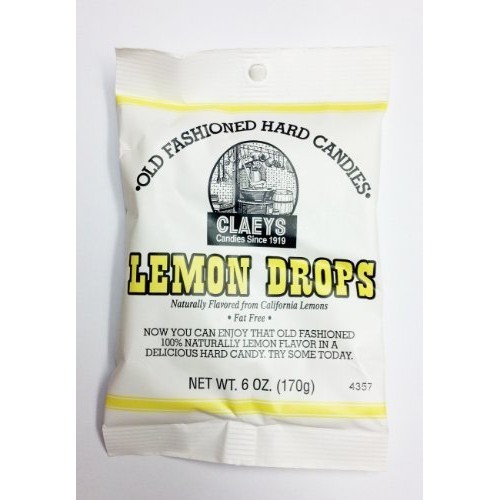 •OLD FASHIONED HARD CANDIES•
CLAEYS
Candies Since 1919
LEMON DROPS
Naturally Flavored from California Lemons
• Fat Free •
NOW YOU CAN ENJOY THAT OLD FASHIONED
100% NATURALLY LEMON FLAVOR IN A
DELICIOUS HARD CANDY. TRY SOME TODAY.
NET WT. 6 OZ. (170g)
4357